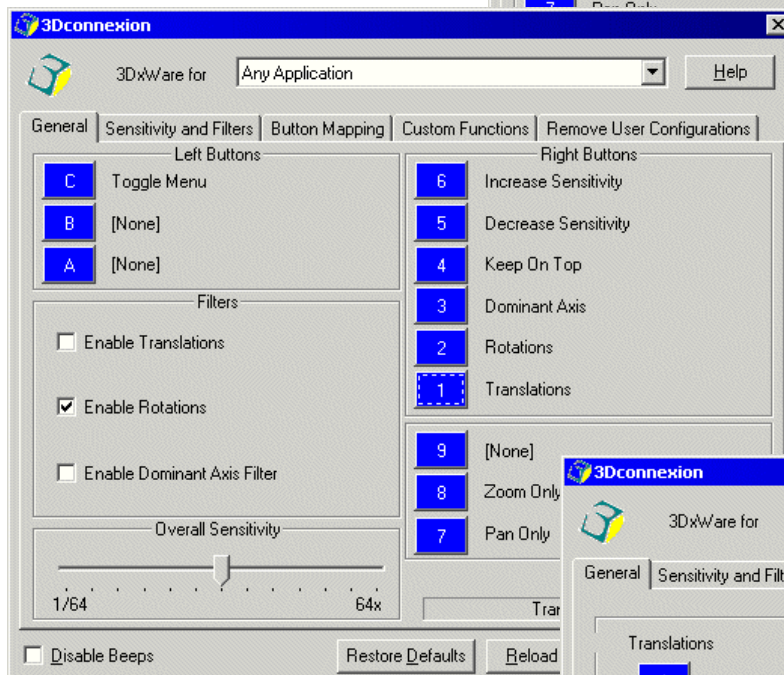 7 Pan Only
3Dconnexion
3DxWare for Any Application Help
General Sensitivity and Filters Button Mapping Custom Functions Remove User Configurations
Left Buttons
C Toggle Menu
B [None]
A [None]
Right Buttons
6 Increase Sensitivity
5 Decrease Sensitivity
4 Keep On Top
3 Dominant Axis
2 Rotations
1 Translations
Filters
Enable Translations
Enable Rotations
Enable Dominant Axis Filter
9 [None]
8 Zoom Only
7 Pan Only
Overall Sensitivity
1/64 64x
Disable Beeps Restore Defaults Reload
3Dconnexion
3DxWare for
General Sensitivity and
Translations